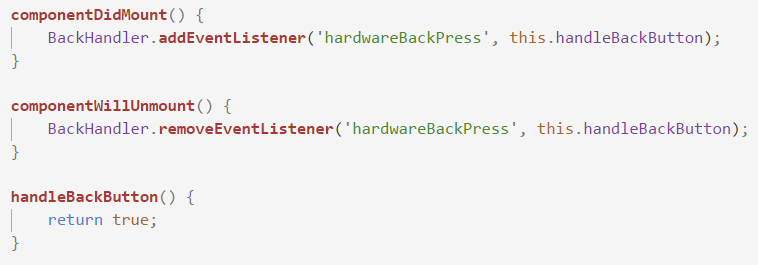 componentDidMount() {
    BackHandler.addEventListener('hardwareBackPress', this.handleBackButton);
}

componentWillUnmount() {
    BackHandler.removeEventListener('hardwareBackPress', this.handleBackButton);
}

handleBackButton() {
    return true;
}